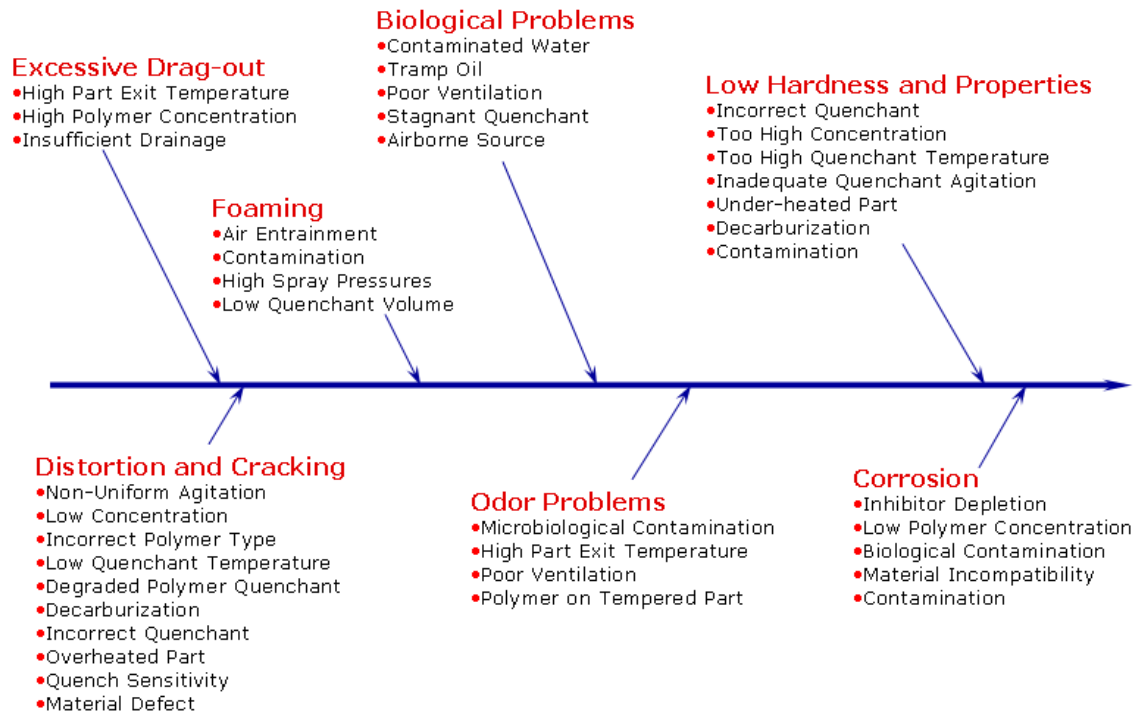 Excessive Drag-out
•High Part Exit Temperature
•High Polymer Concentration
•Insufficient Drainage
Foaming
•Air Entrainment
•Contamination
•High Spray Pressures
•Low Quenchant Volume
Biological Problems
•Contaminated Water
•Tramp Oil
•Poor Ventilation
•Stagnant Quenchant
•Airborne Source
Low Hardness and Properties
•Incorrect Quenchant
•Too High Concentration
•Too High Quenchant Temperature
•Inadequate Quenchant Agitation
•Under-heated Part
•Decarburization
•Contamination
Distortion and Cracking
•Non-Uniform Agitation
•Low Concentration
•Incorrect Polymer Type
•Low Quenchant Temperature
•Degraded Polymer Quenchant
•Decarburization
•Incorrect Quenchant
•Overheated Part
•Quench Sensitivity
•Material Defect
Odor Problems
•Microbiological Contamination
•High Part Exit Temperature
•Poor Ventilation
•Polymer on Tempered Part
Corrosion
•Inhibitor Depletion
•Low Polymer Concentration
•Biological Contamination
•Material Incompatibility
•Contamination